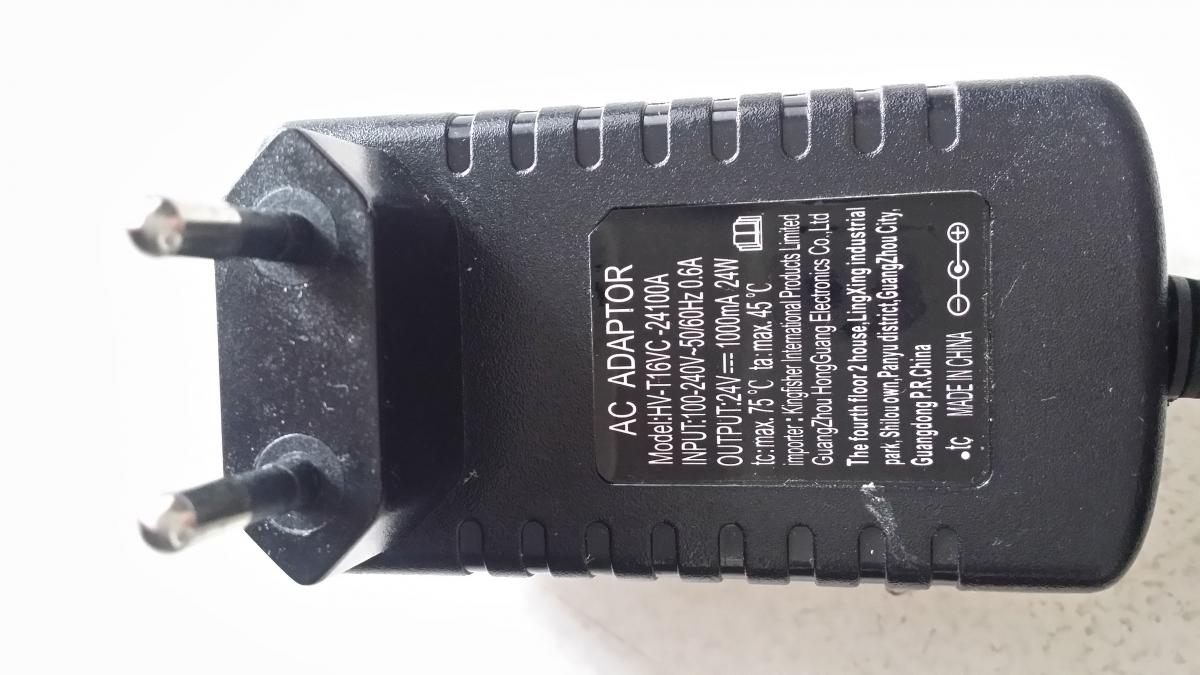 AC ADAPTOR
Model:HV-T16VC-24100A
INPUT:100-240V~50/60Hz 0.6A
OUTPUT:24V⎓1000mA 24W
tc:max. 75 °C ta:max. 45 °C
importer : Kingfisher International Products Limited
GuangZhou HongGuang Electronics Co.,Ltd
The fourth floor 2 house,LingXing industrial
park, Shilou own,Panyu district,GuangZhou City,
Guangdong P.R.China
•tc MADE IN CHINA